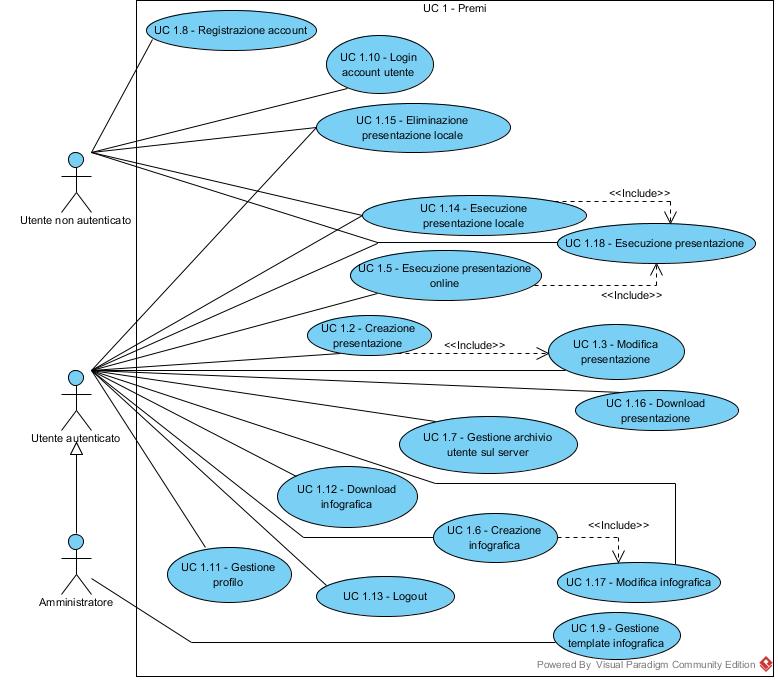 UC 1 - Premi
UC 1.8 - Registrazione account
UC 1.10 - Login
account utente
UC 1.15 - Eliminazione
presentazione locale
Utente non autenticato
UC 1.14 - Esecuzione
presentazione locale
<<Include>>
UC 1.18 - Esecuzione presentazione
UC 1.5 - Esecuzione presentazione
online
<<Include>>
UC 1.2 - Creazione
presentazione
<<Include>>
UC 1.3 - Modifica
presentazione
UC 1.16 - Download
presentazione
Utente autenticato
UC 1.7 - Gestione archivio
utente sul server
UC 1.12 - Download
infografica
UC 1.6 - Creazione
infografica
<<Include>>
UC 1.11 - Gestione
profilo
UC 1.17 - Modifica infografica
UC 1.13 - Logout
Amministratore
UC 1.9 - Gestione
template infografica
Powered By Visual Paradigm Community Edition